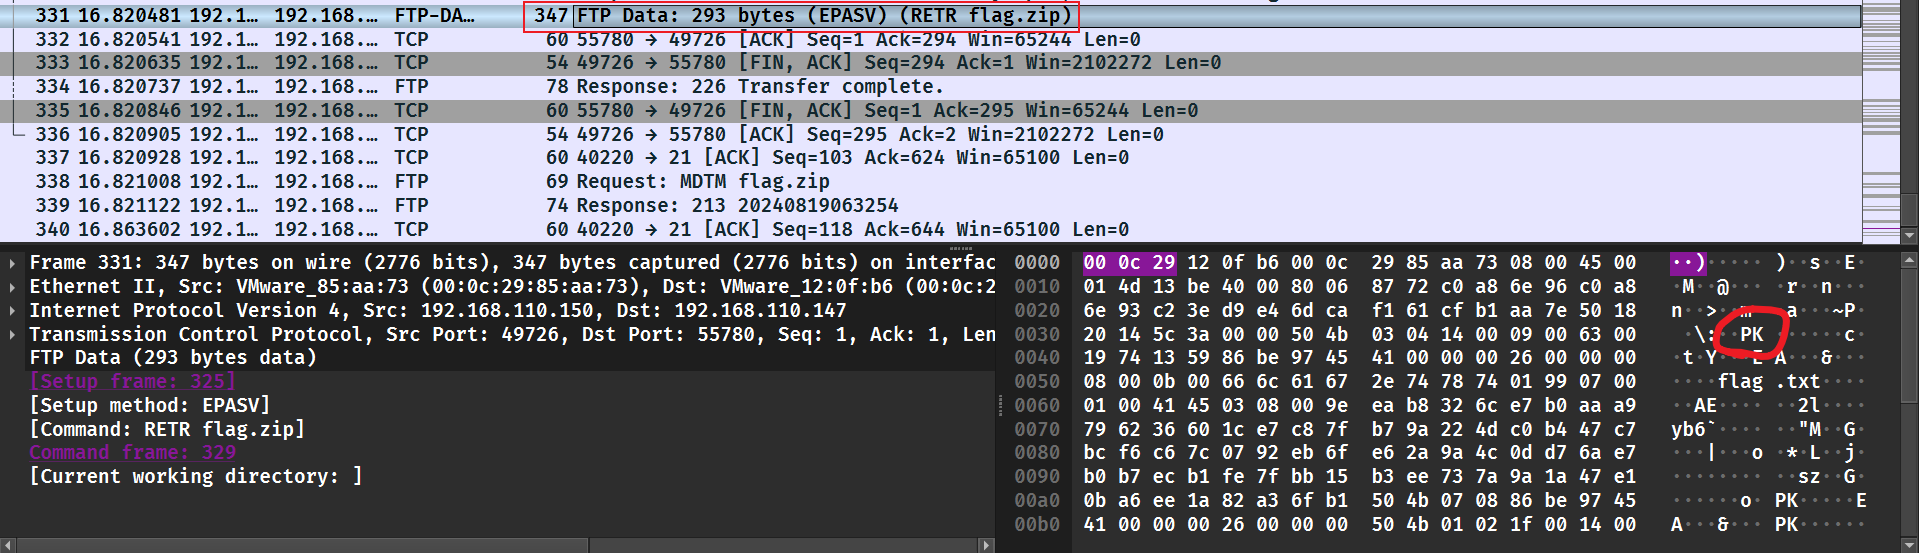 331 16.820481 192.1… 192.168.… FTP-DA… 347 FTP Data: 293 bytes (EPASV) (RETR flag.zip)
332 16.820541 192.1… 192.168.… TCP 60 55780 → 49726 [ACK] Seq=1 Ack=294 Win=65244 Len=0
333 16.820635 192.1… 192.168.… TCP 54 49726 → 55780 [FIN, ACK] Seq=294 Ack=1 Win=2102272 Len=0
334 16.820737 192.1… 192.168.… FTP 78 Response: 226 Transfer complete.
335 16.820846 192.1… 192.168.… TCP 60 55780 → 49726 [FIN, ACK] Seq=1 Ack=295 Win=65244 Len=0
336 16.820905 192.1… 192.168.… TCP 54 49726 → 55780 [ACK] Seq=295 Ack=2 Win=2102272 Len=0
337 16.820928 192.1… 192.168.… TCP 60 40220 → 21 [ACK] Seq=103 Ack=624 Win=65100 Len=0
338 16.821008 192.1… 192.168.… FTP 69 Request: MDTM flag.zip
339 16.821122 192.1… 192.168.… FTP 74 Response: 213 20240819063254
340 16.863602 192.1… 192.168.… TCP 60 40220 → 21 [ACK] Seq=118 Ack=644 Win=65100 Len=0
Frame 331: 347 bytes on wire (2776 bits), 347 bytes captured (2776 bits) on interfac
Ethernet II, Src: VMware_85:aa:73 (00:0c:29:85:aa:73), Dst: VMware_12:0f:b6 (00:0c:2
Internet Protocol Version 4, Src: 192.168.110.150, Dst: 192.168.110.147
Transmission Control Protocol, Src Port: 49726, Dst Port: 55780, Seq: 1, Ack: 1, Len
FTP Data (293 bytes data)
[Setup frame: 325]
[Setup method: EPASV]
[Command: RETR flag.zip]
Command frame: 329
[Current working directory: ]
0000 00 0c 29 12 0f b6 00 0c 29 85 aa 73 08 00 45 00 ··)····· )··s··E·
0010 01 4d 13 be 40 00 80 06 87 72 c0 a8 6e 96 c0 a8 ·M··@··· ·r··n···
0020 6e 93 c2 3e d9 e4 6d ca f1 61 cf b1 aa 7e 50 18 n··>··m· ·a···~P·
0030 20 14 5c 3a 00 00 50 4b 03 04 14 00 09 00 63 00 ·\:··PK ······c·
0040 19 74 13 59 86 be 97 45 41 00 00 00 26 00 00 00 ·t·Y···E A···&···
0050 08 00 0b 00 66 6c 61 67 2e 74 78 74 01 99 07 00 ····flag .txt····
0060 01 00 41 45 03 08 00 9e ea b8 32 6c e7 b0 aa a9 ··AE···· ··2l····
0070 79 62 36 60 1c e7 c8 7f b7 9a 22 4d c0 b4 47 c7 yb6`···· ··"M··G·
0080 bc f6 c6 7c 07 92 eb 6f e6 2a 9a 4c 0d d7 6a e7 ···|···o ·*·L··j·
0090 b0 b7 ec b1 fe 7f bb 15 b3 ee 73 7a 9a 1a 47 e1 ········ ··sz··G·
00a0 0b a6 ee 1a 82 a3 6f b1 50 4b 07 08 86 be 97 45 ······o· PK·····E
00b0 41 00 00 00 26 00 00 00 50 4b 01 02 1f 00 14 00 A···&··· PK······